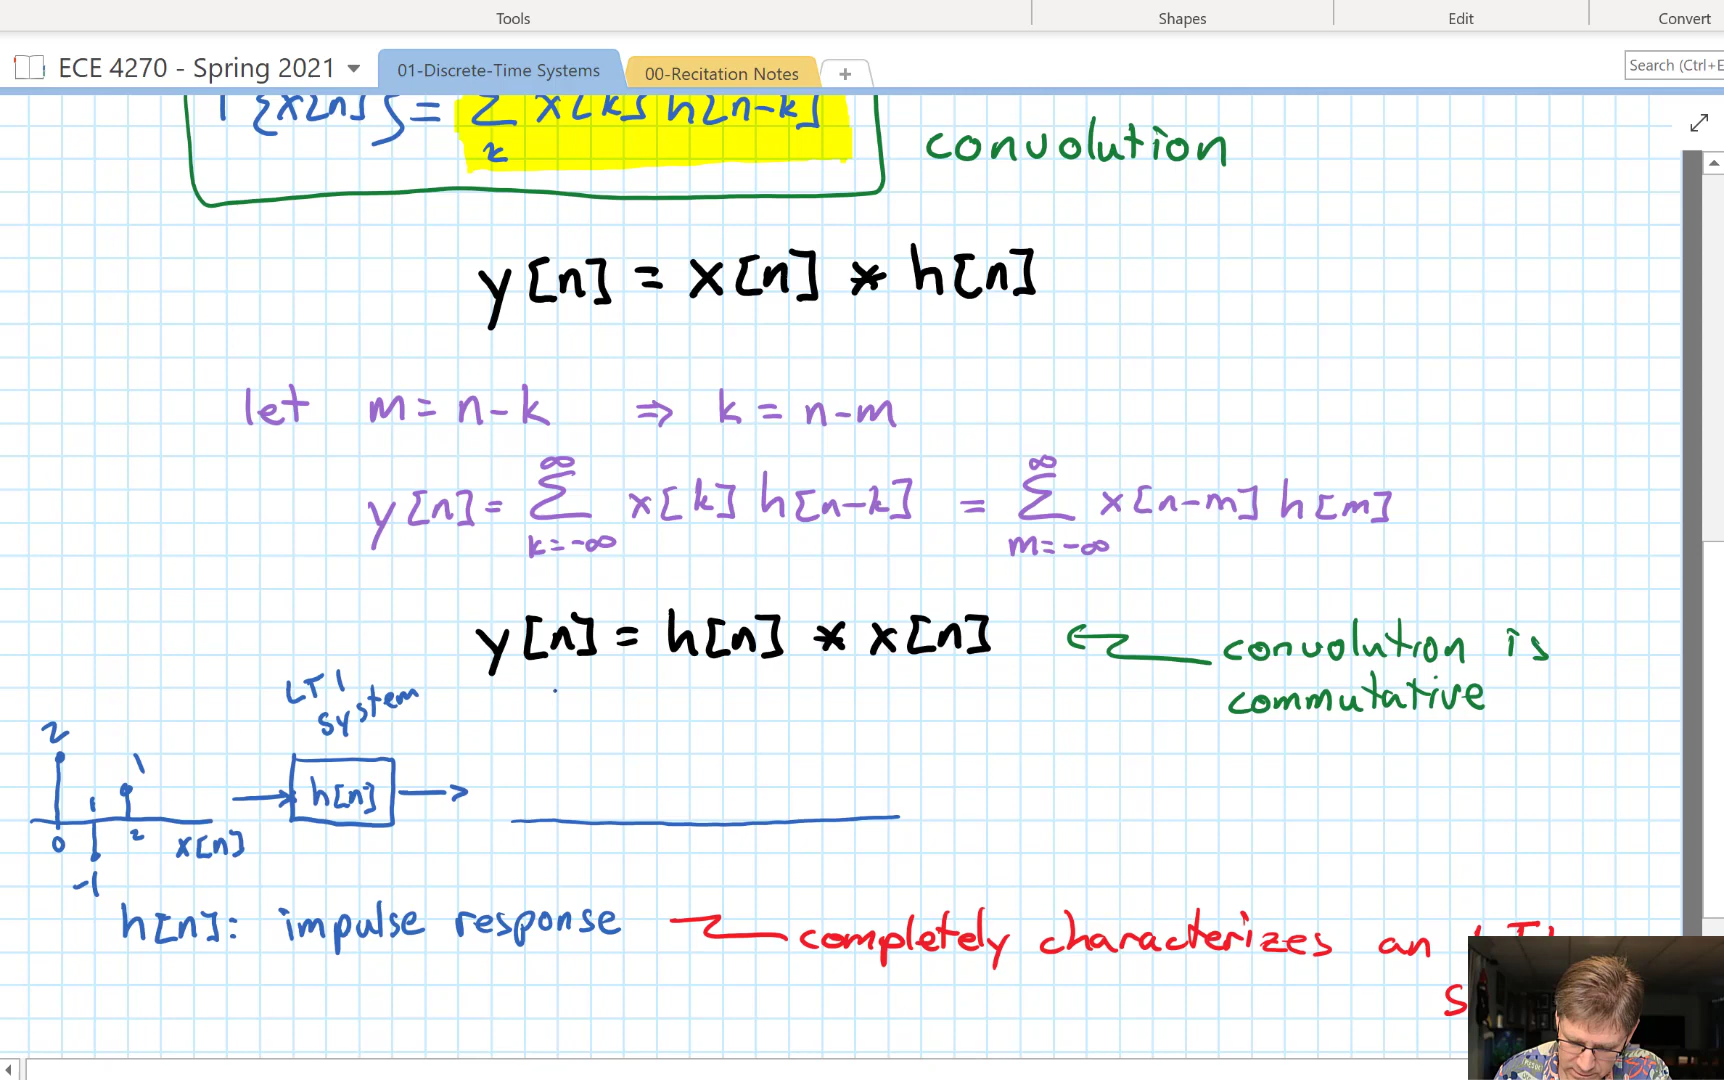 Tools Shapes Edit Convert
ECE 4270 - Spring 2021 01-Discrete-Time Systems 00-Recitation Notes + Search (Ctrl+E
{x[n]} = Σ x[k] h[n-k]
k
convolution
y[n] = x[n] * h[n]
let m = n-k ⇒ k = n-m
y[n] = ∞ Σ k=-∞ x[k] h[n-k] = ∞ Σ m=-∞ x[n-m] h[m]
y[n] = h[n] * x[n]
convolution is
commutative
LTI
system
2
1
h[n]
0 1 2 x[n]
-1
h[n]: impulse response
completely characterizes an